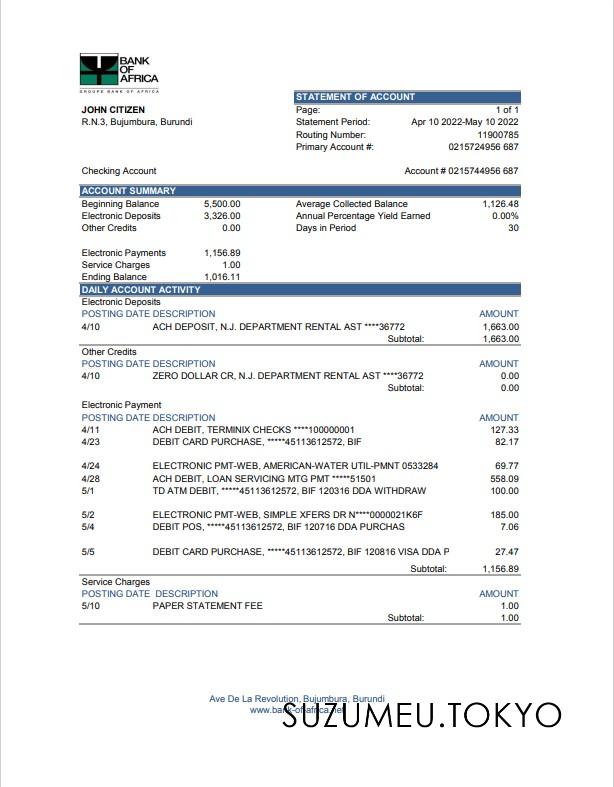 BANK
OF
AFRICA
GROUPE BANK OF AFRICA
STATEMENT OF ACCOUNT
JOHN CITIZEN
Page: 1 of 1
R.N.3, Bujumbura, Burundi
Statement Period: Apr 10 2022-May 10 2022
Routing Number: 11900785
Primary Account #: 0215724956 687
Checking Account Account # 0215744956 687
ACCOUNT SUMMARY
Beginning Balance 5,500.00 Average Collected Balance 1,126.48
Electronic Deposits 3,326.00 Annual Percentage Yield Earned 0.00%
Other Credits 0.00 Days in Period 30
Electronic Payments 1,156.89
Service Charges 1.00
Ending Balance 1,016.11
DAILY ACCOUNT ACTIVITY
Electronic Deposits
POSTING DATE DESCRIPTION AMOUNT
4/10 ACH DEPOSIT, N.J. DEPARTMENT RENTAL AST ****36772 1,663.00
Subtotal: 1,663.00
Other Credits
POSTING DATE DESCRIPTION AMOUNT
4/10 ZERO DOLLAR CR, N.J. DEPARTMENT RENTAL AST ****36772 0.00
Subtotal: 0.00
Electronic Payment
POSTING DATE DESCRIPTION AMOUNT
4/11 ACH DEBIT, TERMINIX CHECKS ****100000001 127.33
4/23 DEBIT CARD PURCHASE, *****45113612572, BIF 82.17
4/24 ELECTRONIC PMT-WEB, AMERICAN-WATER UTIL-PMNT 0533284 69.77
4/28 ACH DEBIT, LOAN SERVICING MTG PMT *****51501 558.09
5/1 TD ATM DEBIT, *****45113612572, BIF 120316 DDA WITHDRAW 100.00
5/2 ELECTRONIC PMT-WEB, SIMPLE XFERS DR N****0000021K6F 185.00
5/4 DEBIT POS, *****45113612572, BIF 120716 DDA PURCHAS 7.06
5/5 DEBIT CARD PURCHASE, *****45113612572, BIF 120816 VISA DDA P 27.47
Subtotal: 1,156.89
Service Charges
POSTING DATE DESCRIPTION AMOUNT
5/10 PAPER STATEMENT FEE 1.00
Subtotal: 1.00
Ave De La Revolution, Bujumbura, Burundi
www.bank-of-africa.net
SUZUMEU.TOKYO